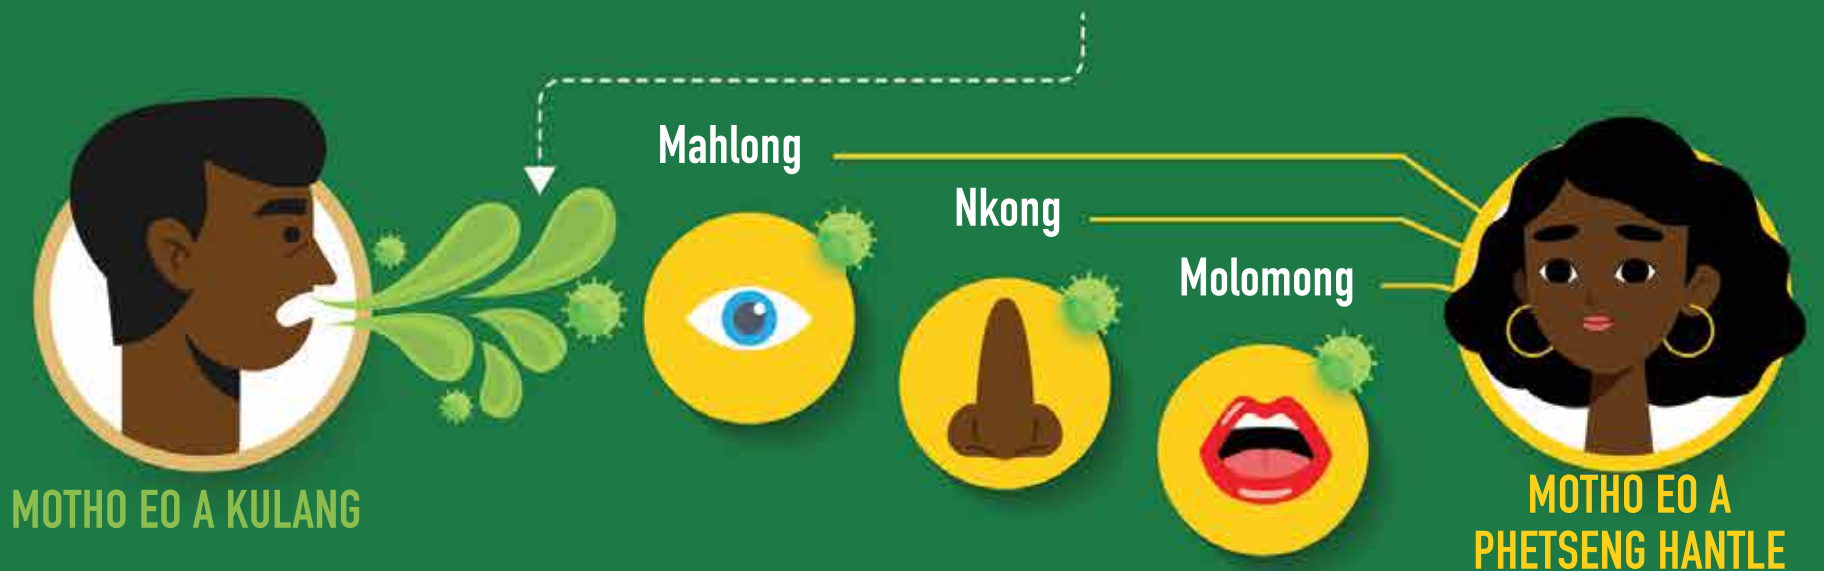 Mahlong
Nkong
Molomong
MOTHO EO A KULANG
MOTHO EO A
PHETSENG HANTLE